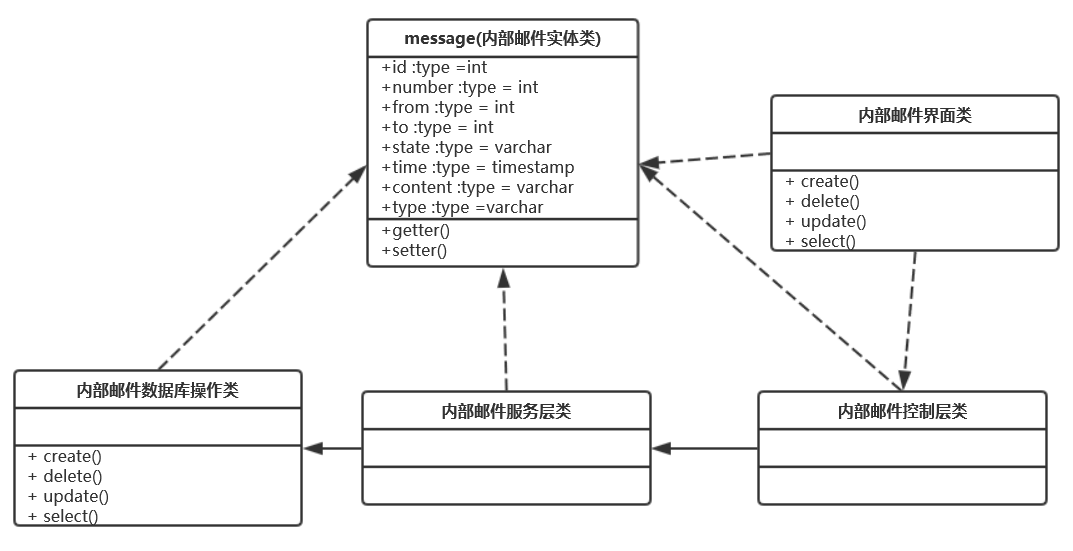 message(内部邮件实体类)
+id :type =int
+number :type = int
+from :type = int
+to :type = int
+state :type = varchar
+time :type = timestamp
+content :type = varchar
+type :type =varchar
+getter()
+setter()
内部邮件界面类
+ create()
+ delete()
+ update()
+ select()
内部邮件数据库操作类
+ create()
+ delete()
+ update()
+ select()
内部邮件服务层类
内部邮件控制层类